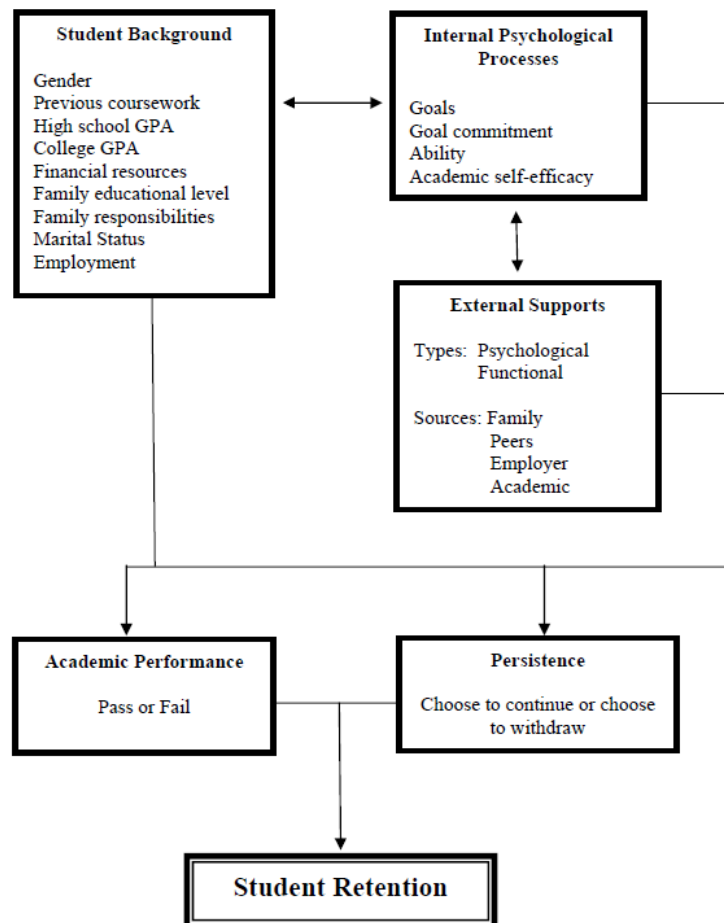 Student Background
Gender
Previous coursework
High school GPA
College GPA
Financial resources
Family educational level
Family responsibilities
Marital Status
Employment
Internal Psychological
Processes
Goals
Goal commitment
Ability
Academic self-efficacy
External Supports
Types: Psychological
Functional
Sources: Family
Peers
Employer
Academic
Academic Performance
Pass or Fail
Persistence
Choose to continue or choose
to withdraw
Student Retention